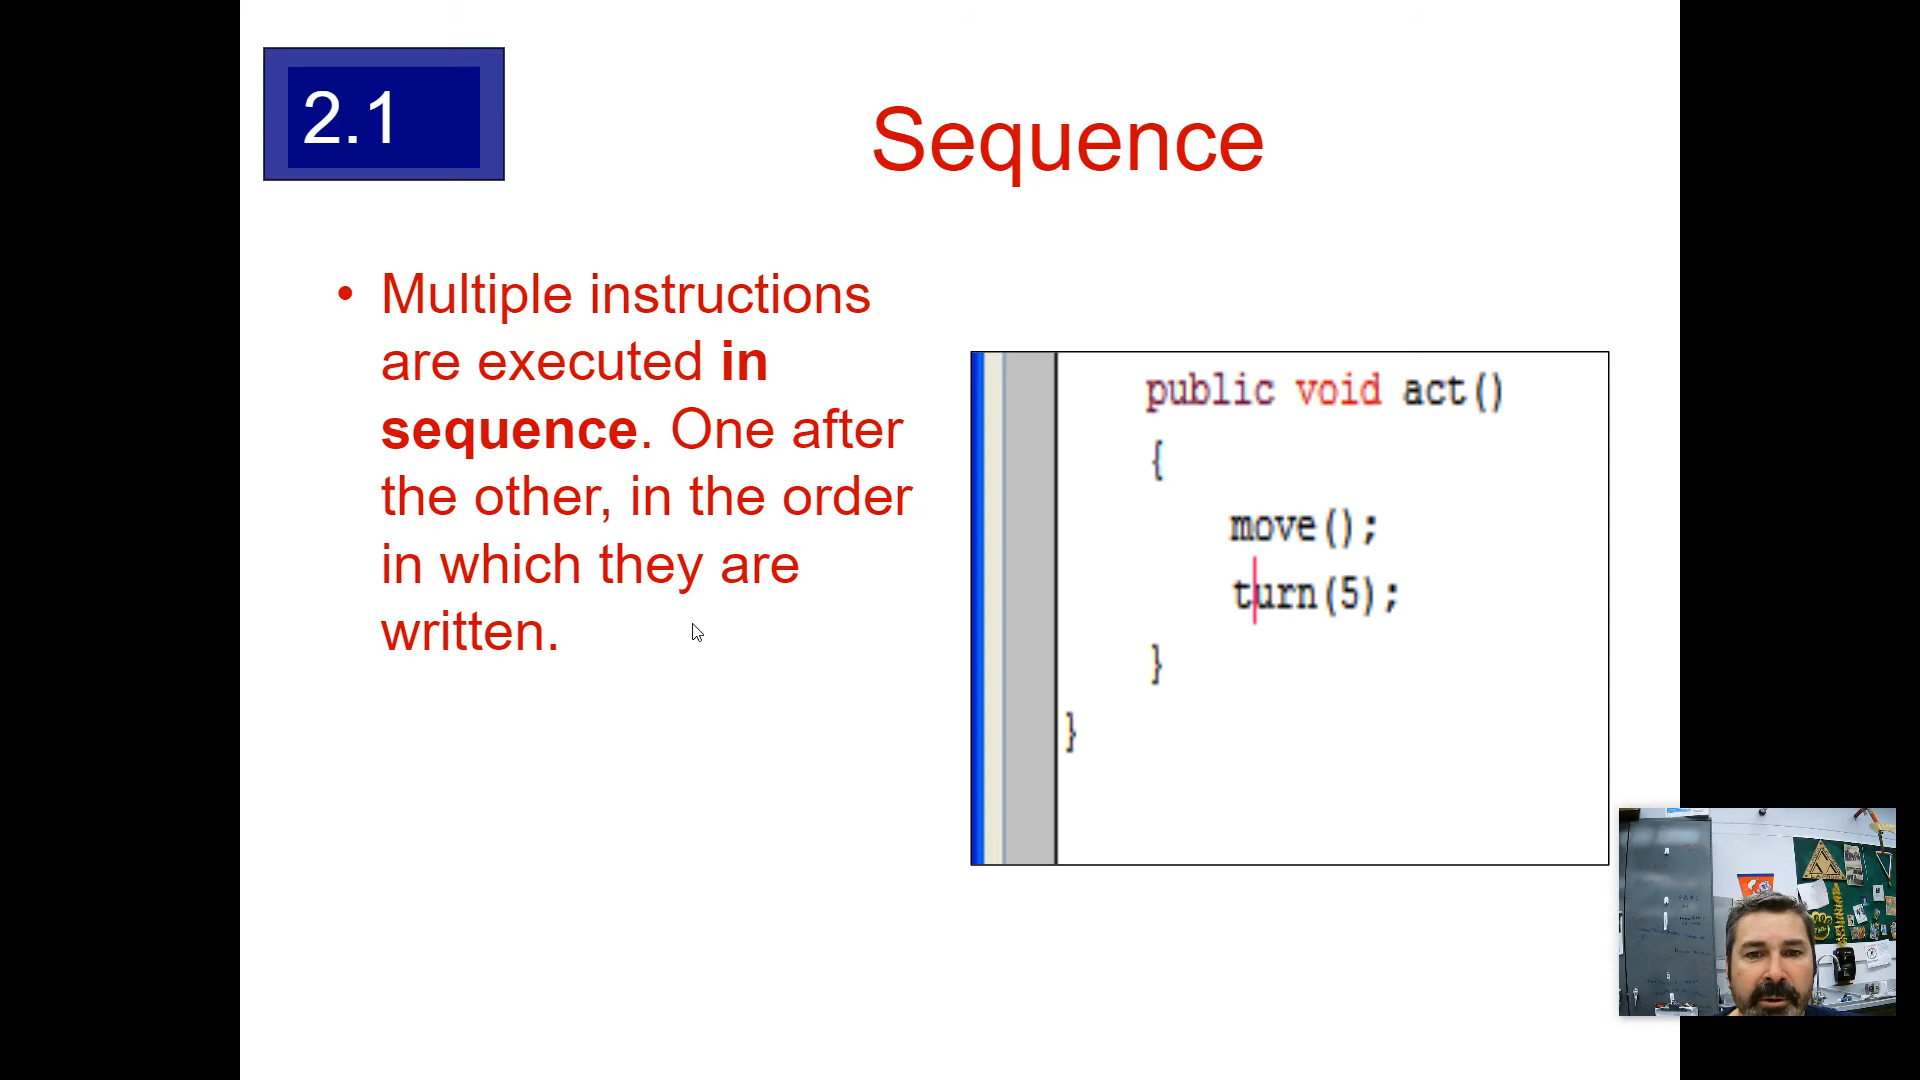 2.1
Sequence
• Multiple instructions
are executed in
sequence. One after
the other, in the order
in which they are
written.
public void act()
{
move();
turn(5);
}
}